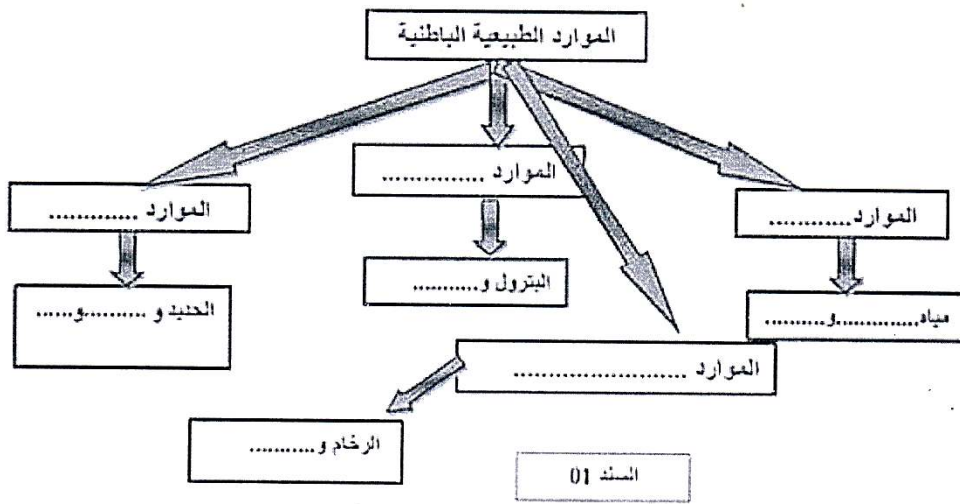 الموارد الطبيعية الباطنية
الموارد ...............
الموارد............
الموارد .............
البترول و..........
مياه.............و..........
الحديد و ..........و......
الموارد .........................
الرخام و..........
السند 01